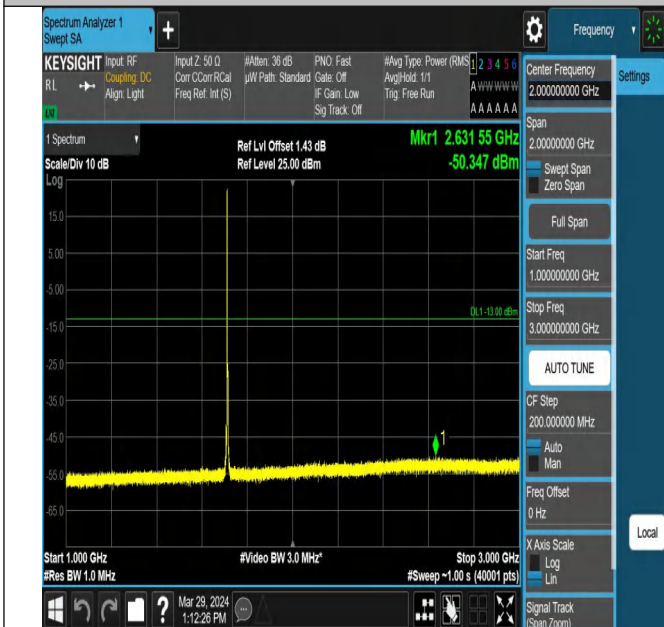 Spectrum Analyzer 1
Swept SA
Frequency
KEYSIGHT
RL
Input: RF
Coupling: DC
Align: Light
Input Z: 50 Ω
Corr CCorr RCal
Freq Ref: Int (S)
#Atten: 36 dB
µW Path: Standard
PNO: Fast
Gate: Off
IF Gain: Low
Sig Track: Off
#Avg Type: Power (RMS
Avg|Hold: 1/1
Trig: Free Run
1 2 3 4 5 6
A W W W W W
A A A A A A
LXI
1 Spectrum
Scale/Div 10 dB
Log
Ref Lvl Offset 1.43 dB
Ref Level 25.00 dBm
Mkr1 2.631 55 GHz
-50.347 dBm
15.0
5.00
-5.00
DL1 -13.00 dBm
-15.0
-25.0
-35.0
-45.0
1
-55.0
-65.0
Start 1.000 GHz
#Res BW 1.0 MHz
#Video BW 3.0 MHz*
Stop 3.000 GHz
#Sweep ~1.00 s (40001 pts)
Mar 29, 2024
1:12:26 PM
Center Frequency
2.000000000 GHz
Settings
Span
2.00000000 GHz
Swept Span
Zero Span
Full Span
Start Freq
1.000000000 GHz
Stop Freq
3.000000000 GHz
AUTO TUNE
CF Step
200.000000 MHz
Auto
Man
Freq Offset
0 Hz
X Axis Scale
Log
Lin
Local
Signal Track
(Span Zoom)